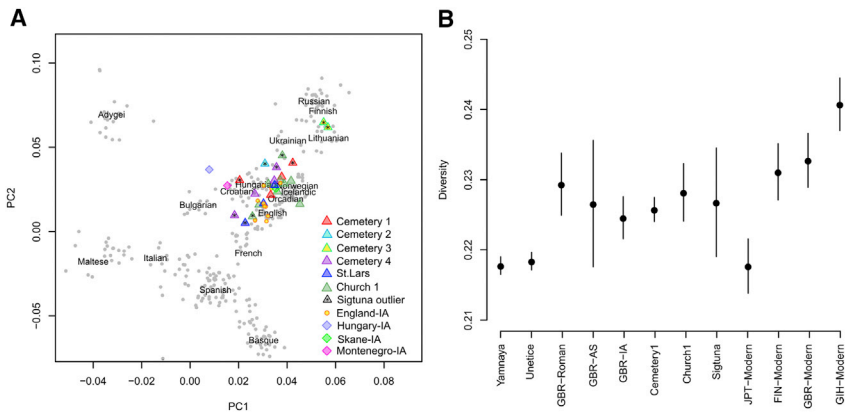 A
B
0.10
0.05
0.00
−0.05
PC2
−0.04
−0.02
0.00
0.02
0.04
0.06
0.08
PC1
Adygei
Russian
Finnish
Lithuanian
Ukrainian
Hungarian
Norwegian
Croatian
Icelandic
Orcadian
Bulgarian
English
French
Maltese
Italian
Spanish
Basque
Cemetery 1
Cemetery 2
Cemetery 3
Cemetery 4
St.Lars
Church 1
Sigtuna outlier
England-IA
Hungary-IA
Skane-IA
Montenegro-IA
0.25
0.24
0.23
0.22
0.21
Diversity
Yamnaya
Unetice
GBR−Roman
GBR−AS
GBR−IA
Cemetery1
Church1
Sigtuna
JPT−Modern
FIN−Modern
GBR−Modern
GIH−Modern